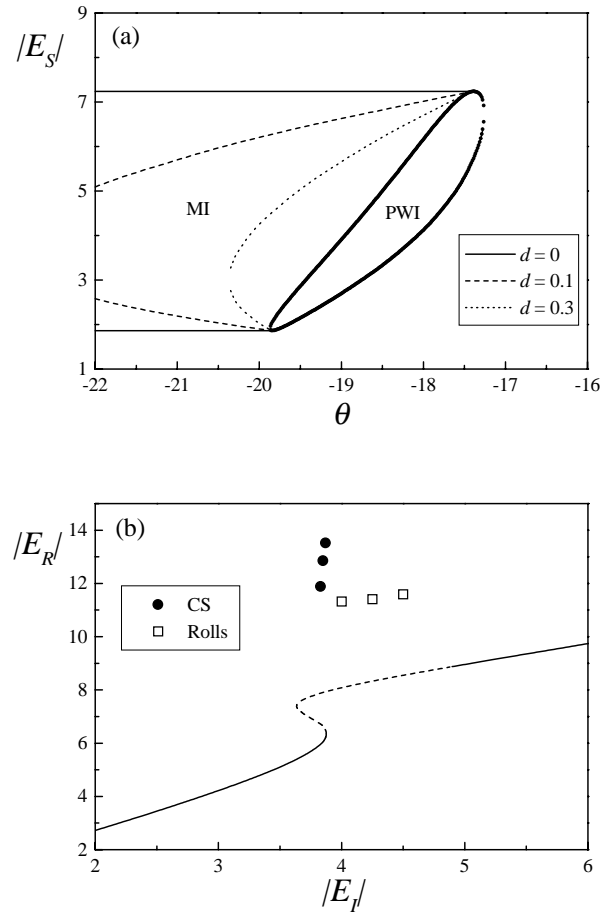 (a)
|E_S|
9
7
5
3
1
MI
PWI
d = 0
d = 0.1
d = 0.3
-22 -21 -20 -19 -18 -17 -16
θ
(b)
|E_R|
14
12
10
8
6
4
2
CS
Rolls
2 3 4 5 6
|E_I|